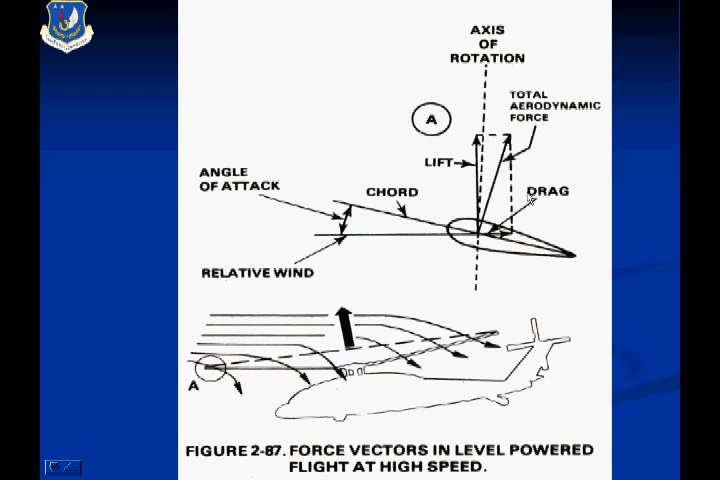 AXIS
OF
ROTATION
TOTAL
AERODYNAMIC
FORCE
A
LIFT
ANGLE
OF ATTACK
CHORD
DRAG
RELATIVE WIND
A
FIGURE 2-87. FORCE VECTORS IN LEVEL POWERED
FLIGHT AT HIGH SPEED.